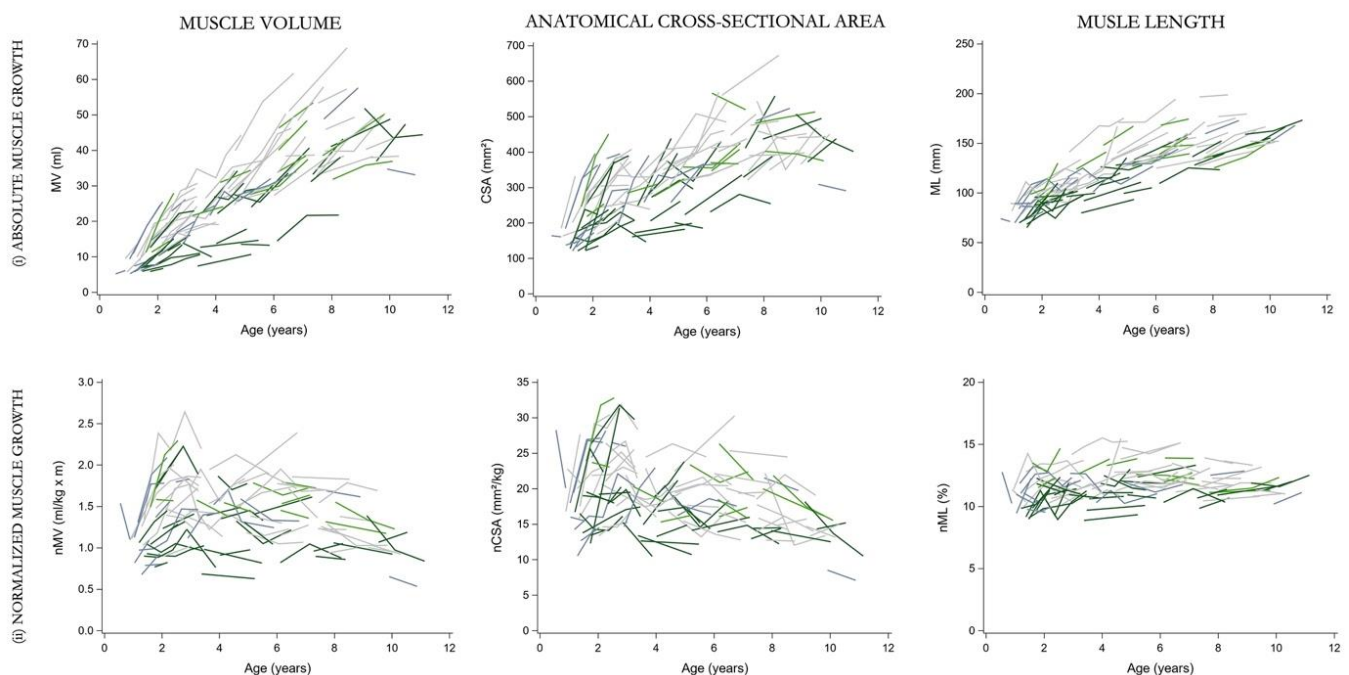 MUSCLE VOLUME
ANATOMICAL CROSS-SECTIONAL AREA
MUSLE LENGTH
(i) ABSOLUTE MUSCLE GROWTH
MV (ml)
70
60
50
40
30
20
10
0
0 2 4 6 8 10 12
Age (years)
CSA (mm²)
700
600
500
400
300
200
100
0
0 2 4 6 8 10 12
Age (years)
ML (mm)
250
200
150
100
50
0
0 2 4 6 8 10 12
Age (years)
(ii) NORMALIZED MUSCLE GROWTH
nMV (ml/kg x m)
3.0
2.5
2.0
1.5
1.0
0.5
0.0
0 2 4 6 8 10 12
Age (years)
nCSA (mm²/kg)
35
30
25
20
15
10
5
0
0 2 4 6 8 10 12
Age (years)
nML (%)
20
15
10
5
0
0 2 4 6 8 10 12
Age (years)